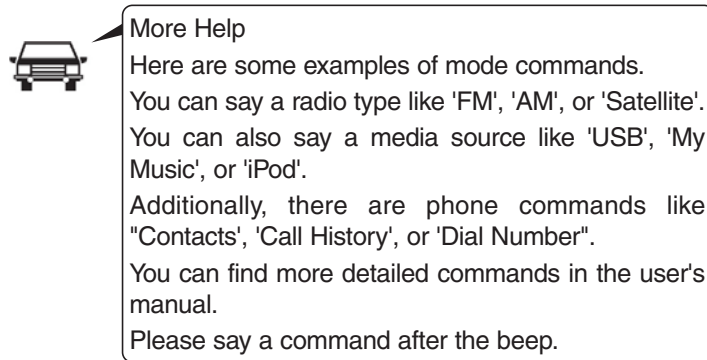 More Help
Here are some examples of mode commands.
You can say a radio type like 'FM', 'AM', or 'Satellite'.
You can also say a media source like 'USB', 'My
Music', or 'iPod'.
Additionally, there are phone commands like
"Contacts', 'Call History', or 'Dial Number".
You can find more detailed commands in the user's
manual.
Please say a command after the beep.